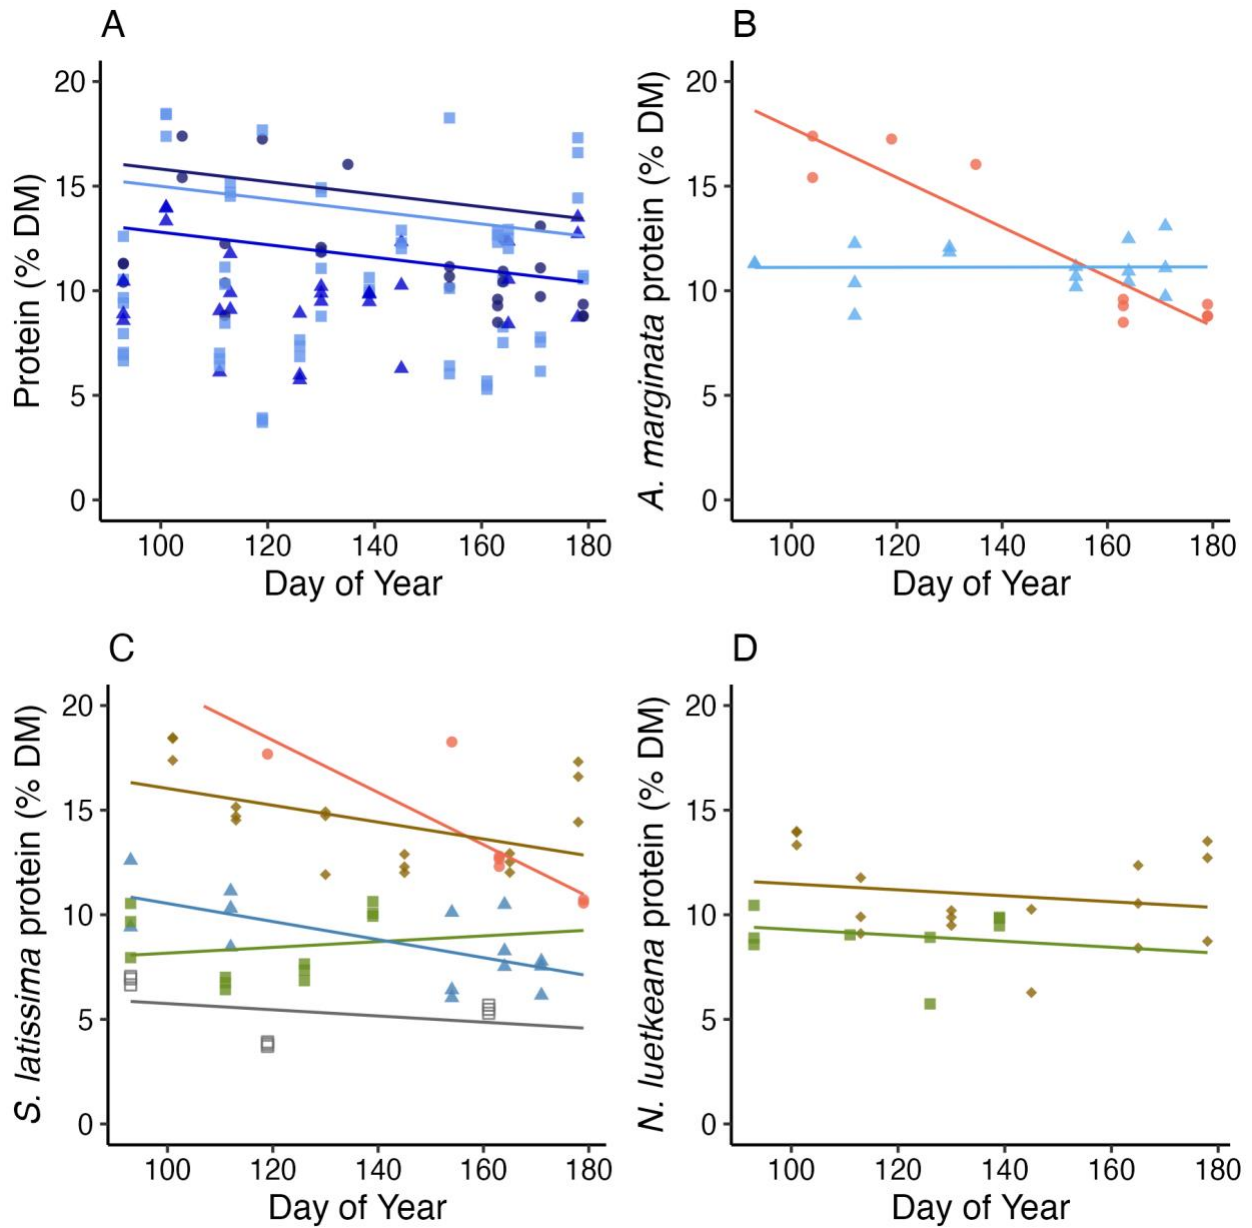 A
Protein (% DM)
20
15
10
5
0
100 120 140 160 180
Day of Year
B
A. marginata protein (% DM)
20
15
10
5
0
100 120 140 160 180
Day of Year
C
S. latissima protein (% DM)
20
15
10
5
0
100 120 140 160 180
Day of Year
D
N. luetkeana protein (% DM)
20
15
10
5
0
100 120 140 160 180
Day of Year